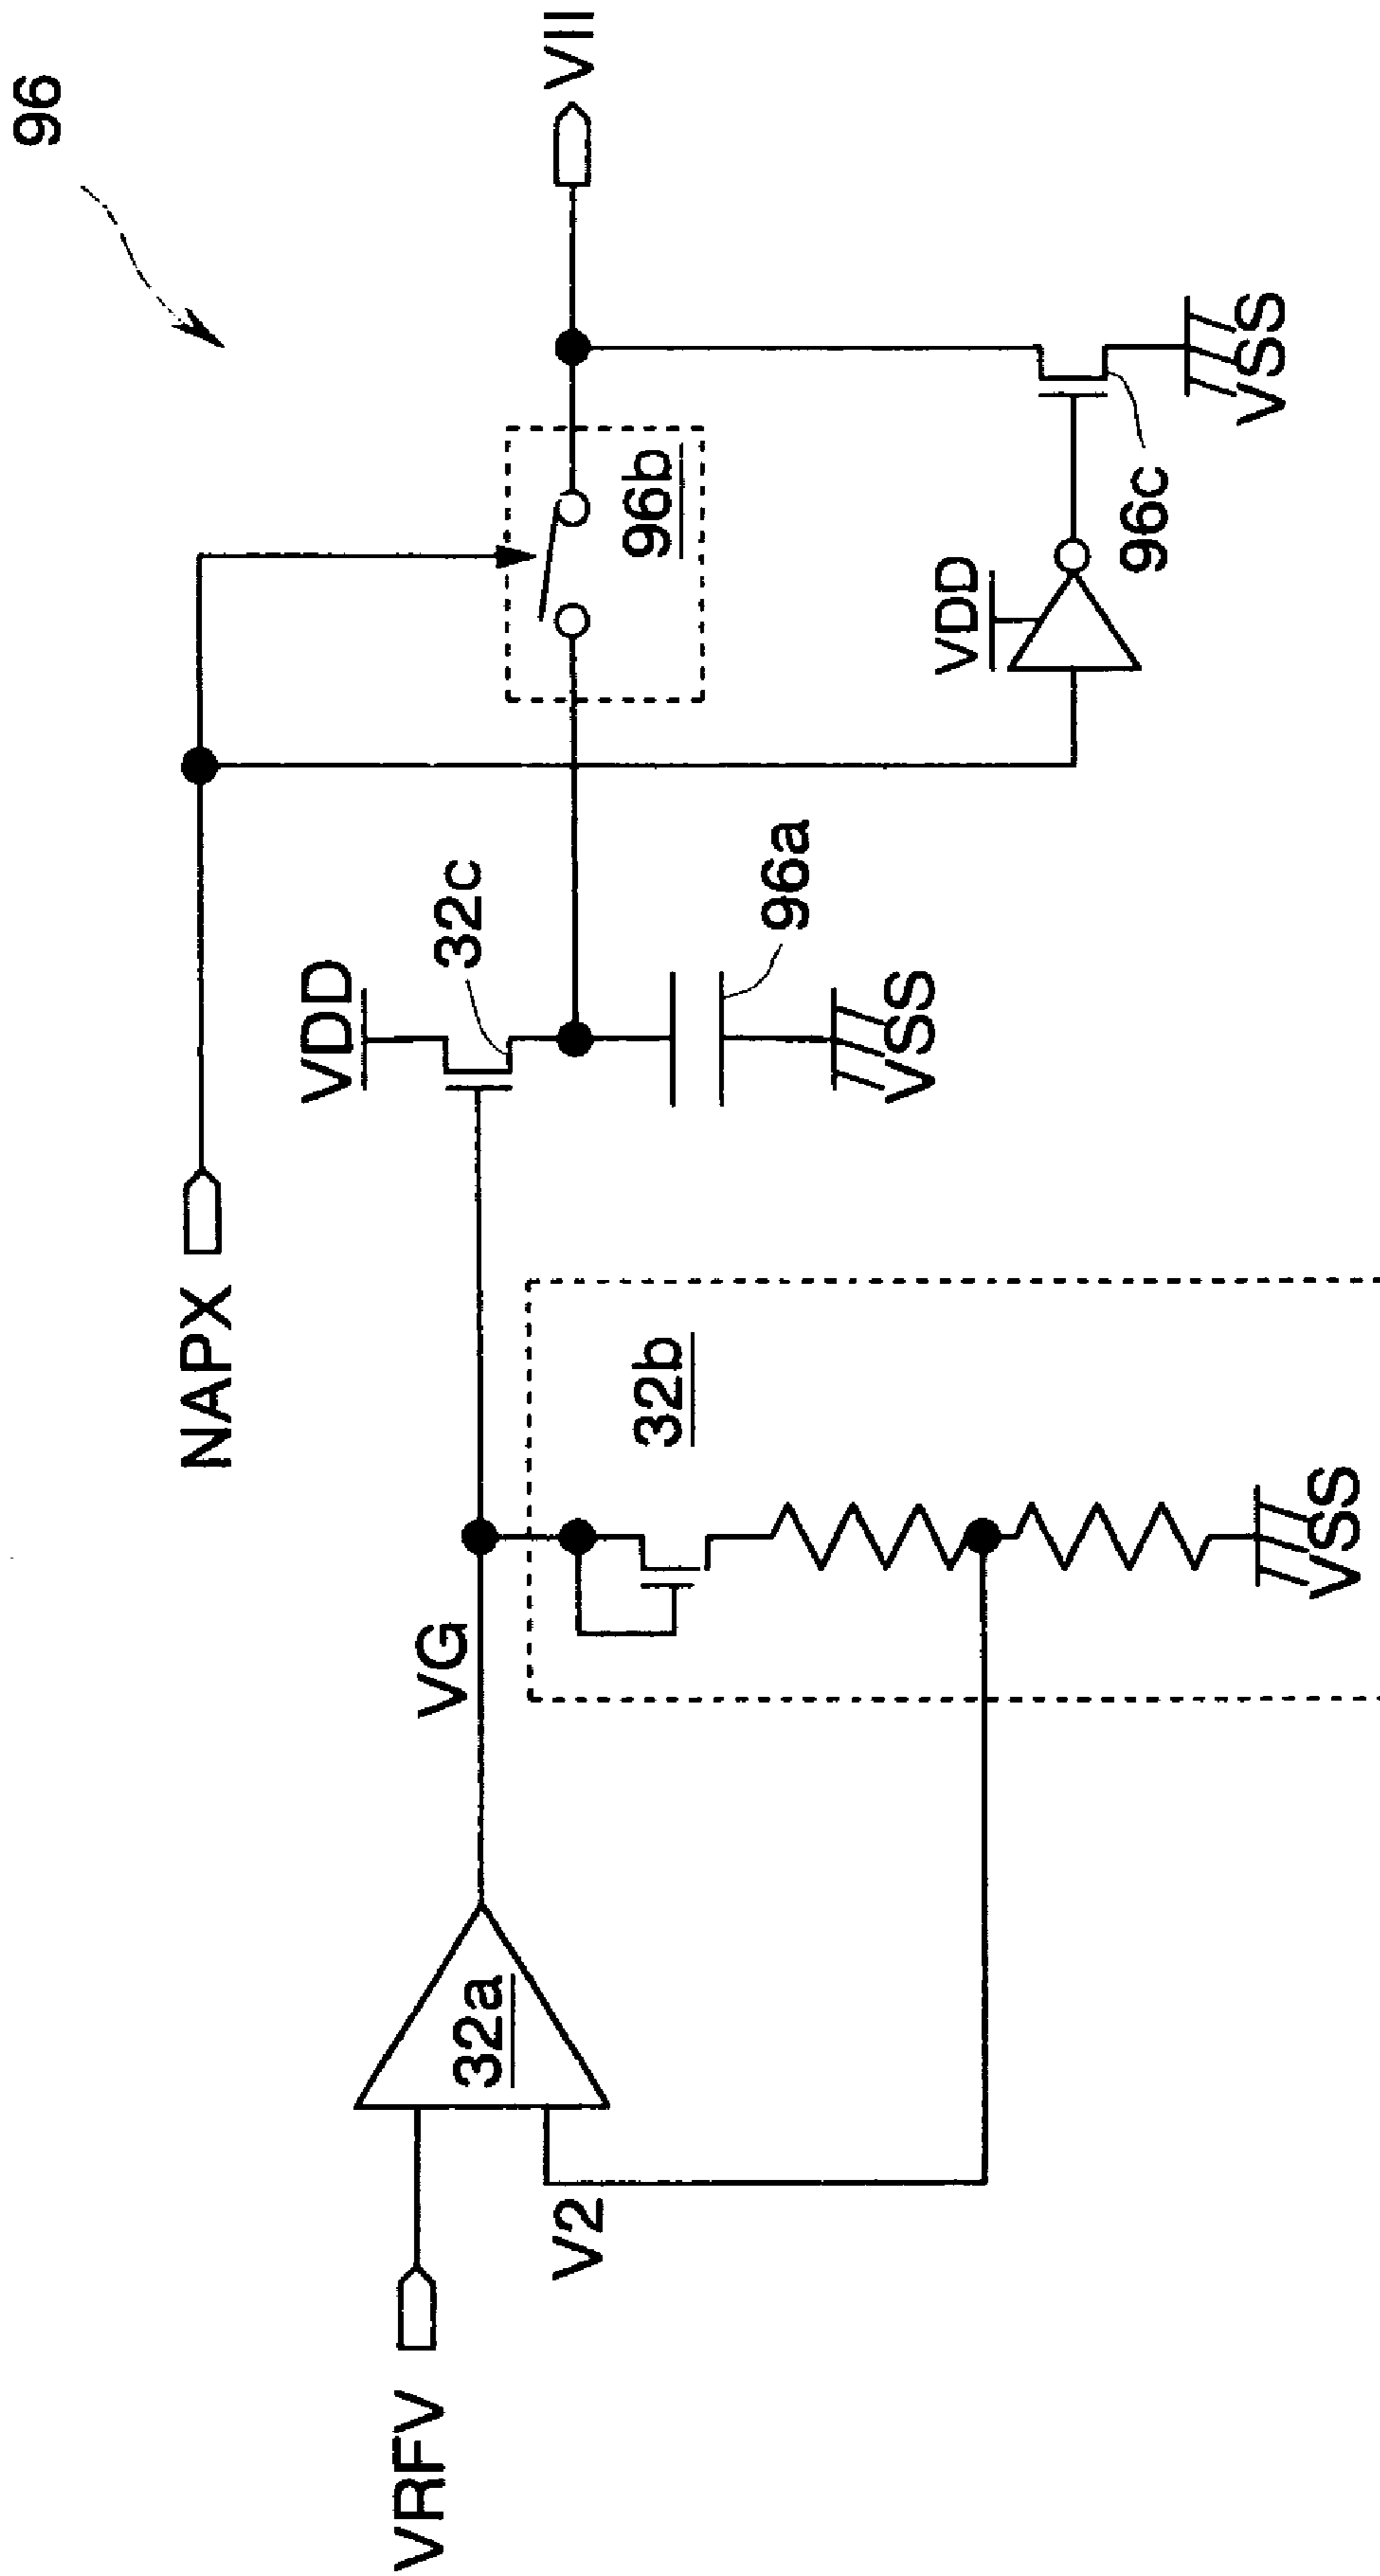 96
NAPX
VDD
32c
VII
VRFV
32a
VG
V2
32b
96b
96a
VSS
VDD
96c
VSS
VSS